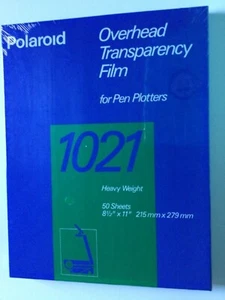 Polaroid
Overhead
Transparency
Film
for Pen Plotters
1021
Heavy Weight
50 Sheets
8½" x 11" 215 mm x 279 mm